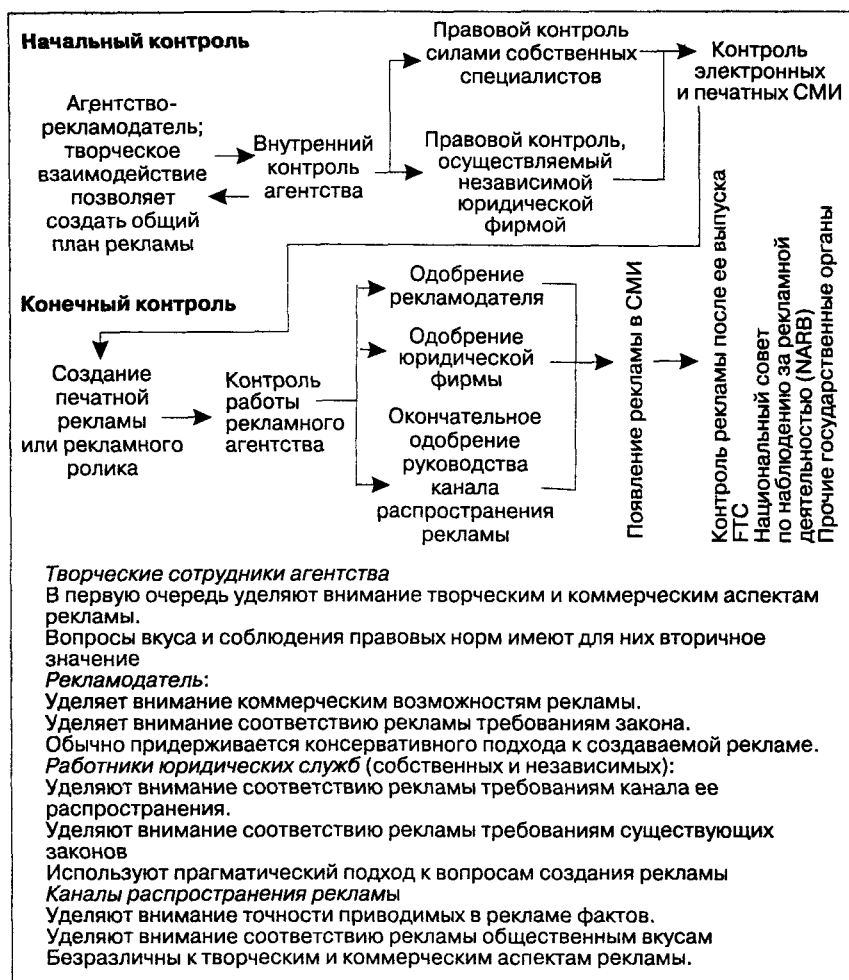 Начальный контроль
Агентство-
рекламодатель;
творческое
взаимодействие
позволяет
создать общий
план рекламы
Внутренний
контроль
агентства
Правовой контроль
силами собственных
специалистов
Правовой контроль,
осуществляемый
независимой
юридической
фирмой
Контроль
электронных
и печатных СМИ
Конечный контроль
Создание
печатной
рекламы
или рекламного
ролика
Контроль
работы
рекламного
агентства
Одобрение
рекламодателя
Одобрение
юридической
фирмы
Окончательное
одобрение
руководства
канала
распространения
рекламы
Появление рекламы в СМИ
Контроль рекламы после ее выпуска
FTC
Национальный совет
по наблюдению за рекламной
деятельностью (NARB)
Прочие государственные органы
Творческие сотрудники агентства
В первую очередь уделяют внимание творческим и коммерческим аспектам
рекламы.
Вопросы вкуса и соблюдения правовых норм имеют для них вторичное
значение
Рекламодатель:
Уделяет внимание коммерческим возможностям рекламы.
Уделяет внимание соответствию рекламы требованиям закона.
Обычно придерживается консервативного подхода к создаваемой рекламе.
Работники юридических служб (собственных и независимых):
Уделяют внимание соответствию рекламы требованиям канала ее
распространения.
Уделяют внимание соответствию рекламы требованиям существующих
законов
Используют прагматический подход к вопросам создания рекламы
Каналы распространения рекламы
Уделяют внимание точности приводимых в рекламе фактов.
Уделяют внимание соответствию рекламы общественным вкусам
Безразличны к творческим и коммерческим аспектам рекламы.